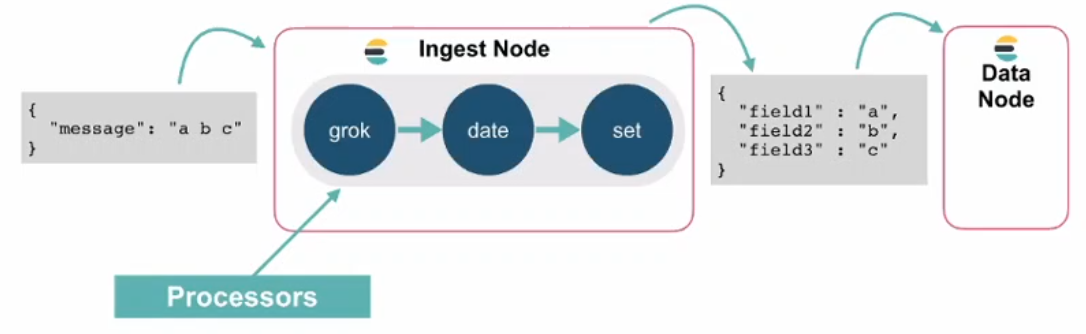 {
"message": "a b c"
}
Ingest Node
grok
date
set
Processors
{
"field1" : "a",
"field2" : "b",
"field3" : "c"
}
Data
Node